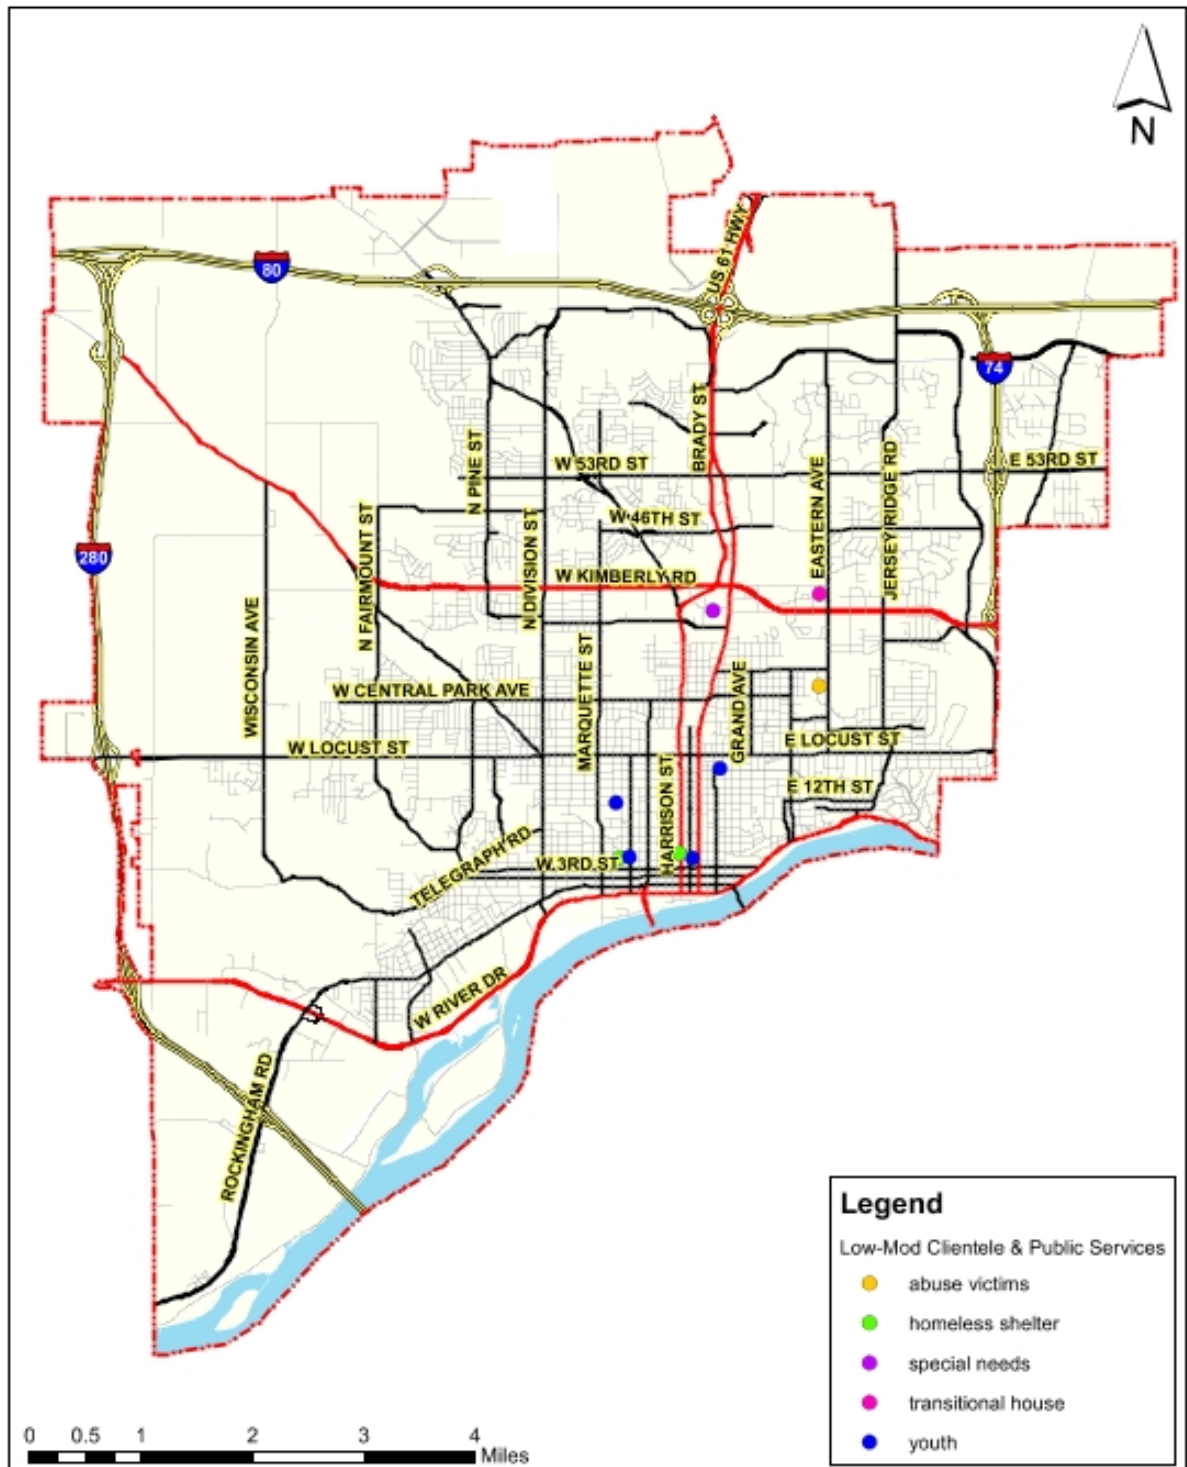 N
US 61 HWY
80
74
BRADY ST
N PINE ST
W 53RD ST
E 53RD ST
EASTERN AVE
JERSEY RIDGE RD
W 46TH ST
N FAIRMOUNT ST
N DIVISION ST
280
W KIMBERLY RD
WISCONSIN AVE
MARQUETTE ST
GRAND AVE
W CENTRAL PARK AVE
W LOCUST ST
E LOCUST ST
HARRISON ST
E 12TH ST
TELEGRAPH RD
W 3RD ST
W RIVER DR
ROCKINGHAM RD
Legend
Low-Mod Clientele & Public Services
abuse victims
homeless shelter
special needs
transitional house
youth
0 0.5 1 2 3 4
Miles